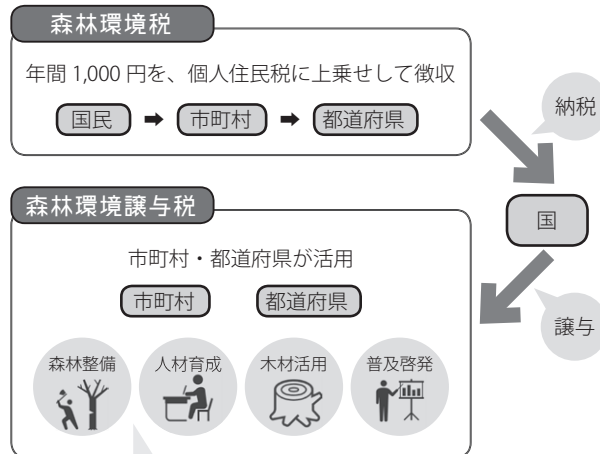 森林環境税
年間 1,000 円を、個人住民税に上乗せして徴収
国民 ➡ 市町村 ➡ 都道府県
納税
国
森林環境譲与税
市町村・都道府県が活用
市町村 都道府県
譲与
森林整備 人材育成 木材活用 普及啓発